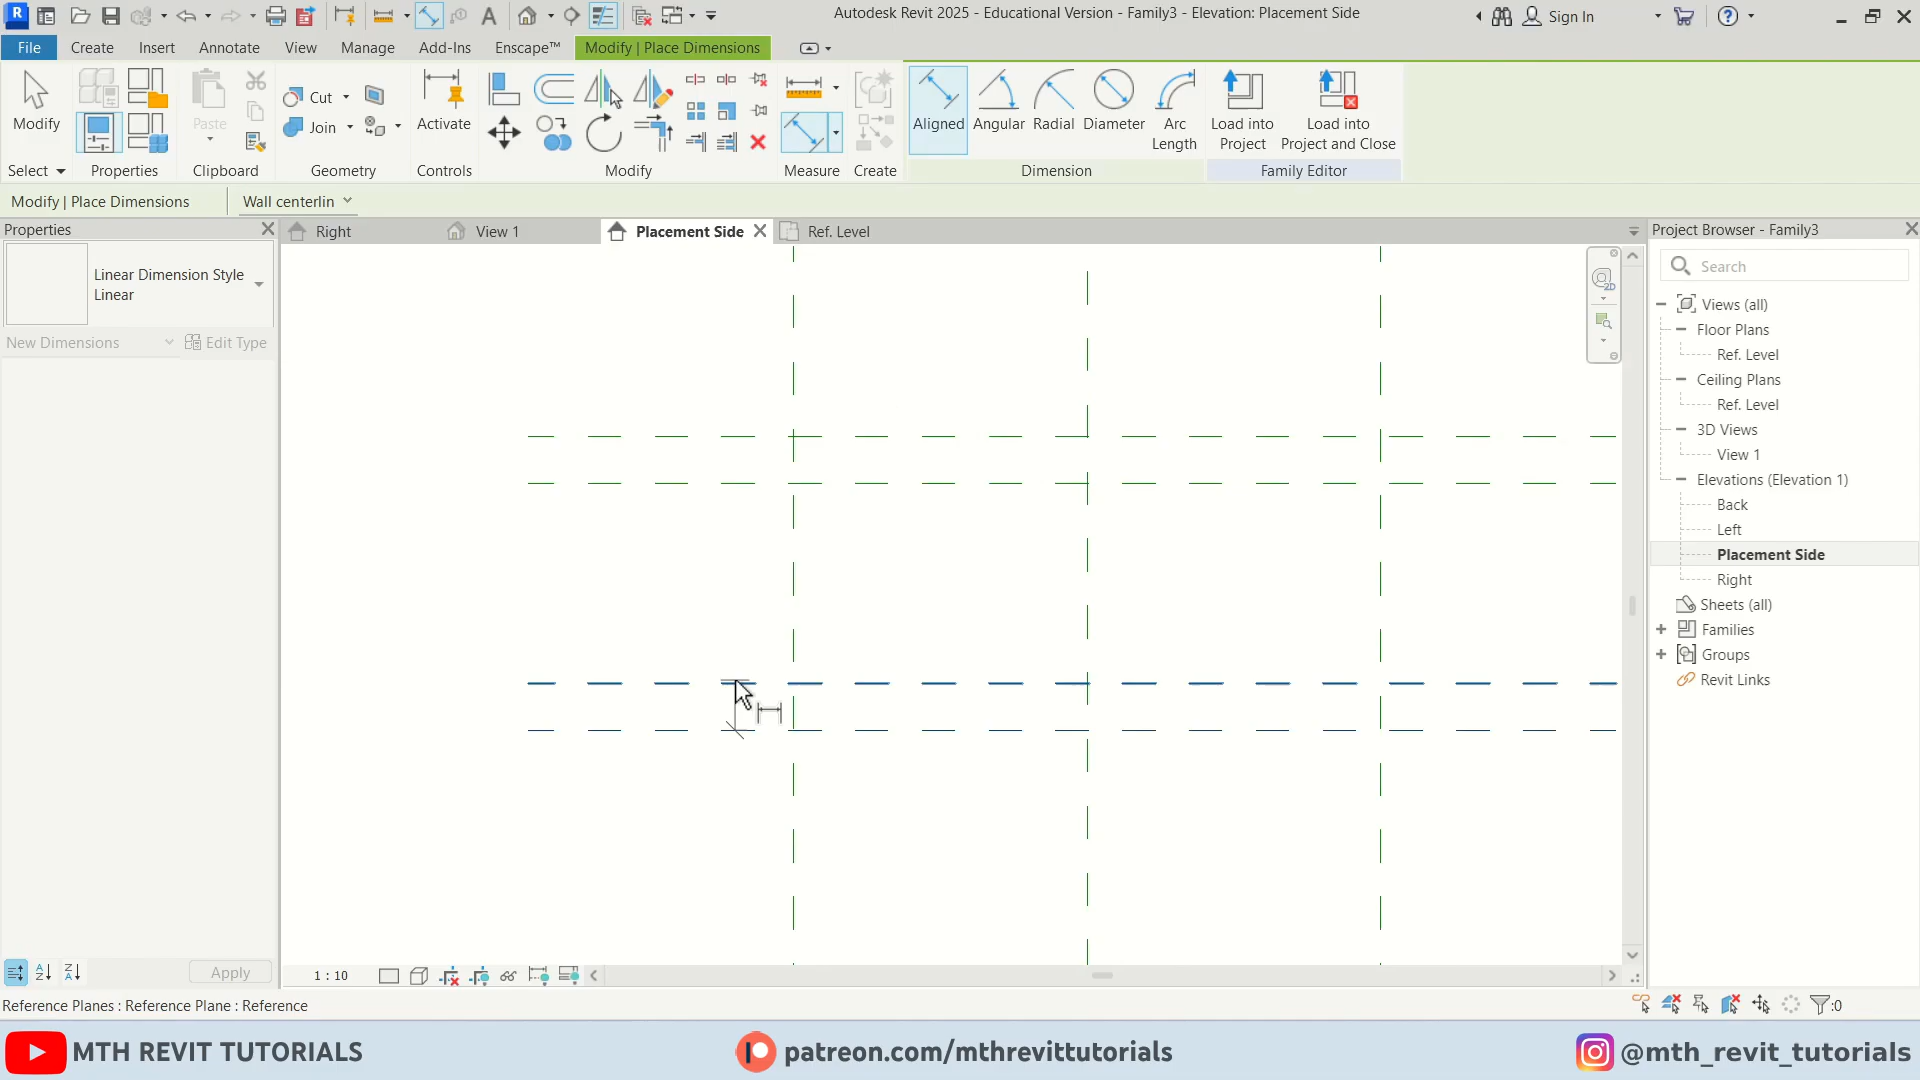 Autodesk Revit 2025 - Educational Version - Family3 - Elevation: Placement Side
Sign In
File
Create
Insert
Annotate
View
Manage
Add-Ins
Enscape™
Modify | Place Dimensions
Modify
Paste
Cut
Join
Activate
Aligned
Angular
Radial
Diameter
Arc
Length
Load into
Project
Load into
Project and Close
Select
Properties
Clipboard
Geometry
Controls
Modify
Measure
Create
Dimension
Family Editor
Modify | Place Dimensions
Wall centerlin
Properties
Right
View 1
Placement Side
Ref. Level
Project Browser - Family3
Linear Dimension Style
Linear
New Dimensions
Edit Type
Search
Views (all)
Floor Plans
Ref. Level
Ceiling Plans
Ref. Level
3D Views
View 1
Elevations (Elevation 1)
Back
Left
Placement Side
Right
Sheets (all)
Families
Groups
Revit Links
2D
Apply
1 : 10
Reference Planes : Reference Plane : Reference
:0
MTH REVIT TUTORIALS
patreon.com/mthrevittutorials
@mth_revit_tutorials